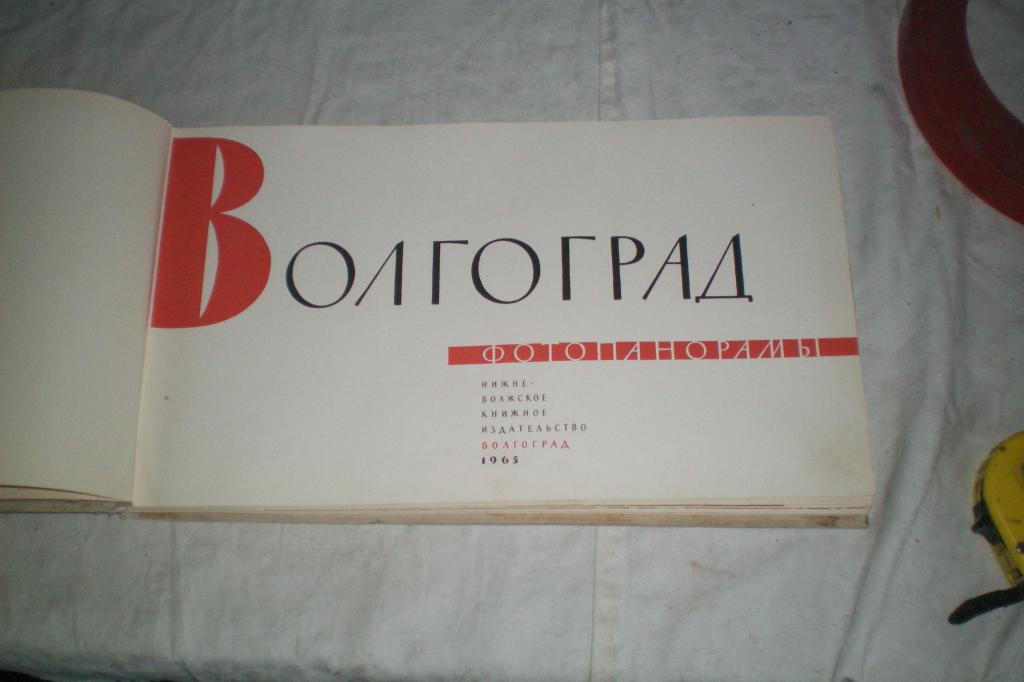 Волгоград
ФОТОПАНОРАМЫ
НИЖНЕ-
ВОЛЖСКОЕ
КНИЖНОЕ
ИЗДАТЕЛЬСТВО
ВОЛГОГРАД
1965